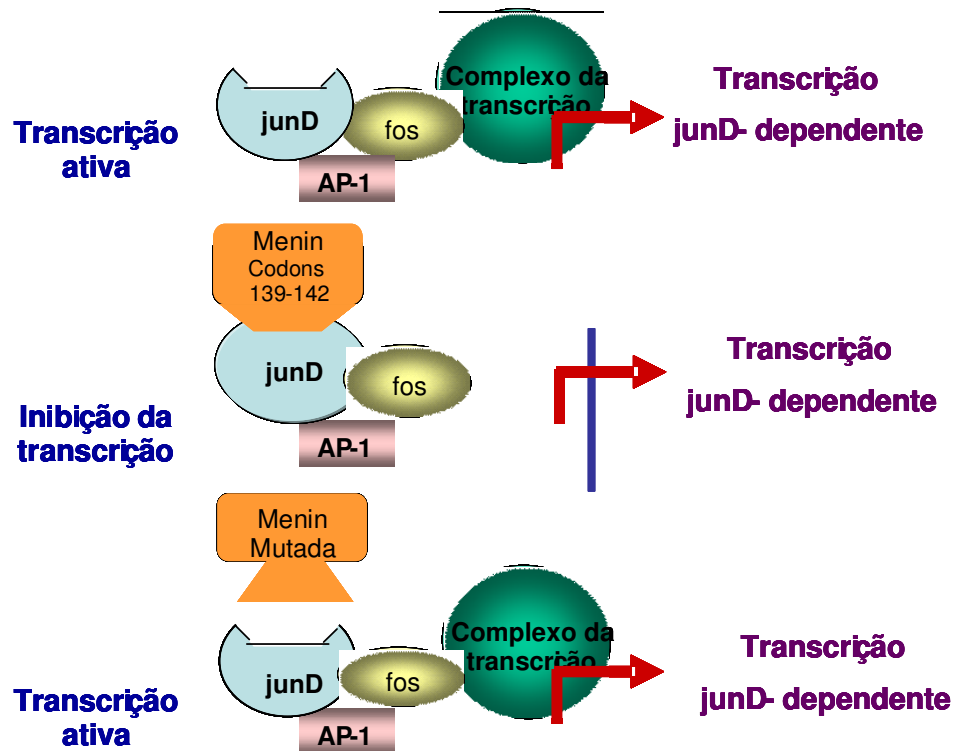 Transcrição
ativa
junD
fos
AP-1
Complexo da
transcrição
Transcrição
junD- dependente
Menin
Codons
139-142
Inibição da
transcrição
junD
fos
AP-1
Transcrição
junD- dependente
Menin
Mutada
Transcrição
ativa
junD
fos
AP-1
Complexo da
transcrição
Transcrição
junD- dependente